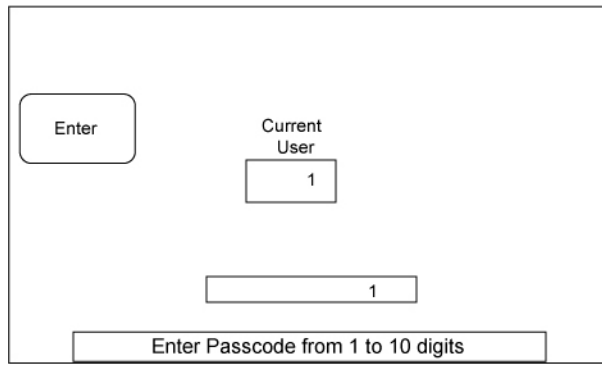 Enter
Current
User
1
1
Enter Passcode from 1 to 10 digits